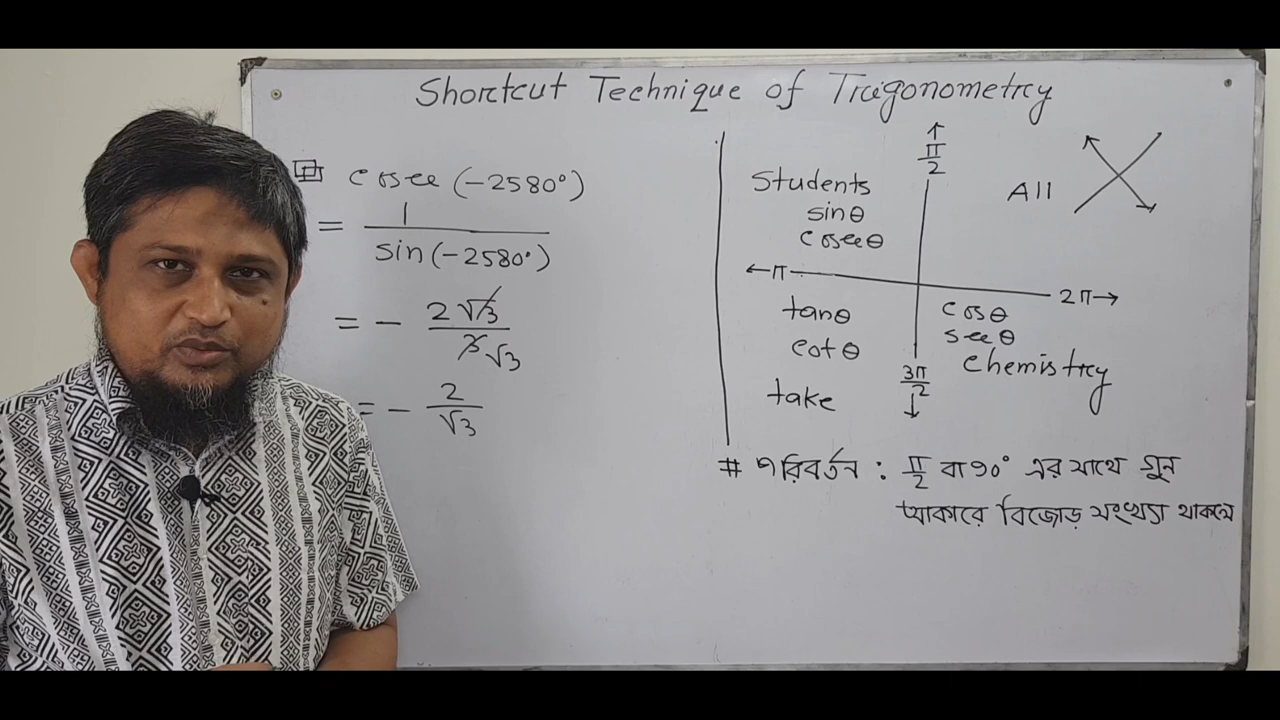 Shortcut Technique of Trigonometry
cosec (-2580°)
= 1 / sin (-2580°)
= - 2√3 / 3 √3
= - 2 / √3
π/2
Students
All
sinθ
cosecθ
←π
2π→
tanθ
cosθ
cotθ
secθ
Chemistry
3π/2
take
# পরিবর্তন : π/2 বা ৯০° এর সাথে গুন
আকারে বিজোড় সংখ্যা থাকলে